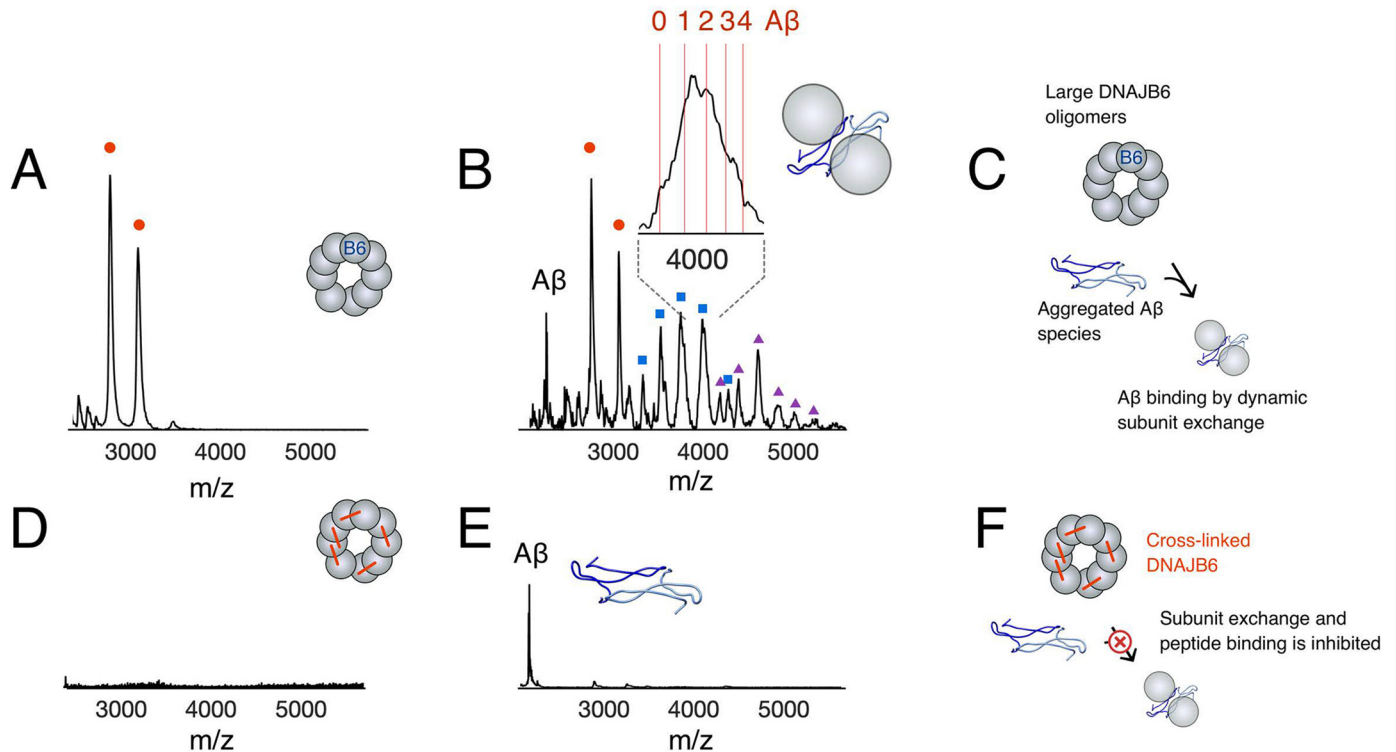 A
B6
3000 4000 5000
m/z
B
0 1 2 3 4 Aβ
4000
Aβ
3000 4000 5000
m/z
C
Large DNAJB6
oligomers
B6
Aggregated Aβ
species
Aβ binding by dynamic
subunit exchange
D
3000 4000 5000
m/z
E
Aβ
3000 4000 5000
m/z
F
Cross-linked
DNAJB6
Subunit exchange and
peptide binding is inhibited